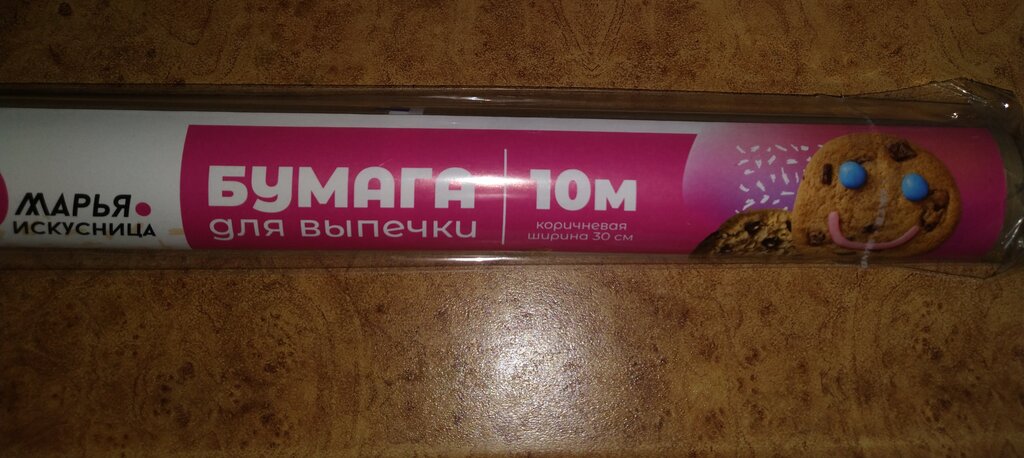 МАРЬЯ
ИСКУСНИЦА
БУМАГА
для выпечки
10м
коричневая
ширина 30 см